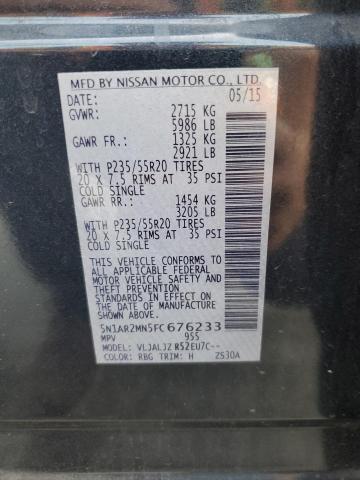 MFD BY NISSAN MOTOR CO., LTD.
DATE: 05/15
GVWR: 2715 KG
5986 LB
GAWR FR.: 1325 KG
2921 LB
WITH P235/55R20 TIRES
20 X 7.5 RIMS AT 35 PSI
COLD SINGLE
GAWR RR.: 1454 KG
3205 LB
WITH P235/55R20 TIRES
20 X 7.5 RIMS AT 35 PSI
COLD SINGLE
THIS VEHICLE CONFORMS TO
ALL APPLICABLE FEDERAL
MOTOR VEHICLE SAFETY
AND THEFT PREVENTION
STANDARDS IN EFFECT ON
THE DATE OF MANUFACTURE
SHOWN ABOVE.
5N1AR2MN5FC676233
MPV 955
MODEL: VLJALJZ R52EU7C--
COLOR: RBG TRIM: H ZS30A